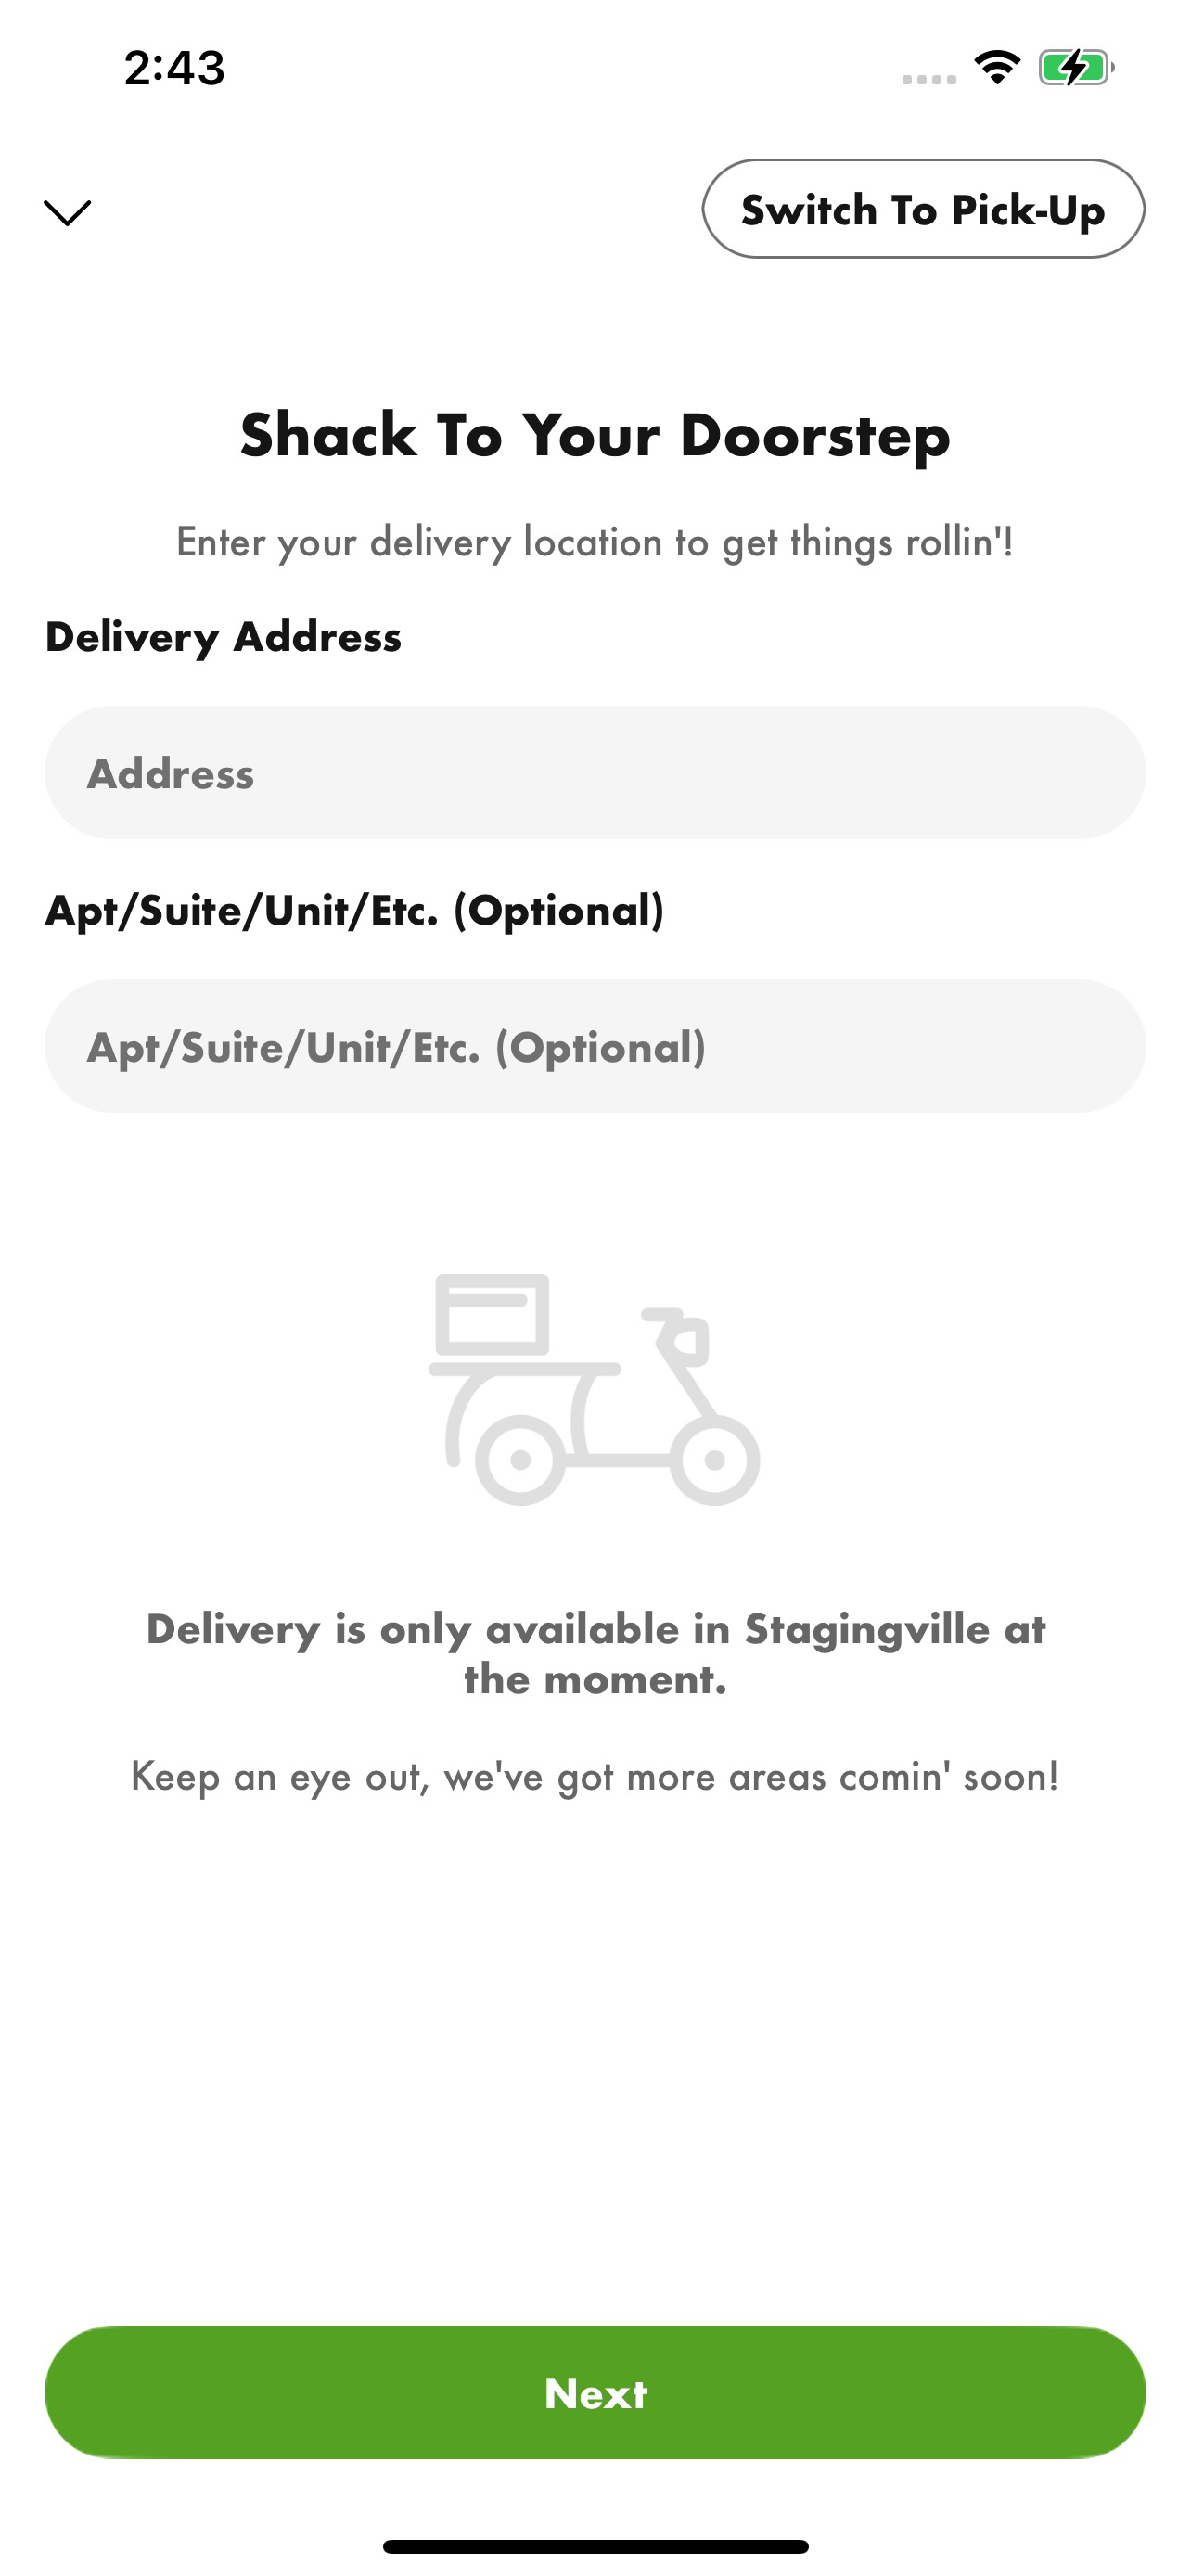 2:43
Switch To Pick-Up
Shack To Your Doorstep
Enter your delivery location to get things rollin'!
Delivery Address
Address
Apt/Suite/Unit/Etc. (Optional)
Apt/Suite/Unit/Etc. (Optional)
Delivery is only available in Stagingville at
the moment.
Keep an eye out, we've got more areas comin' soon!
Next